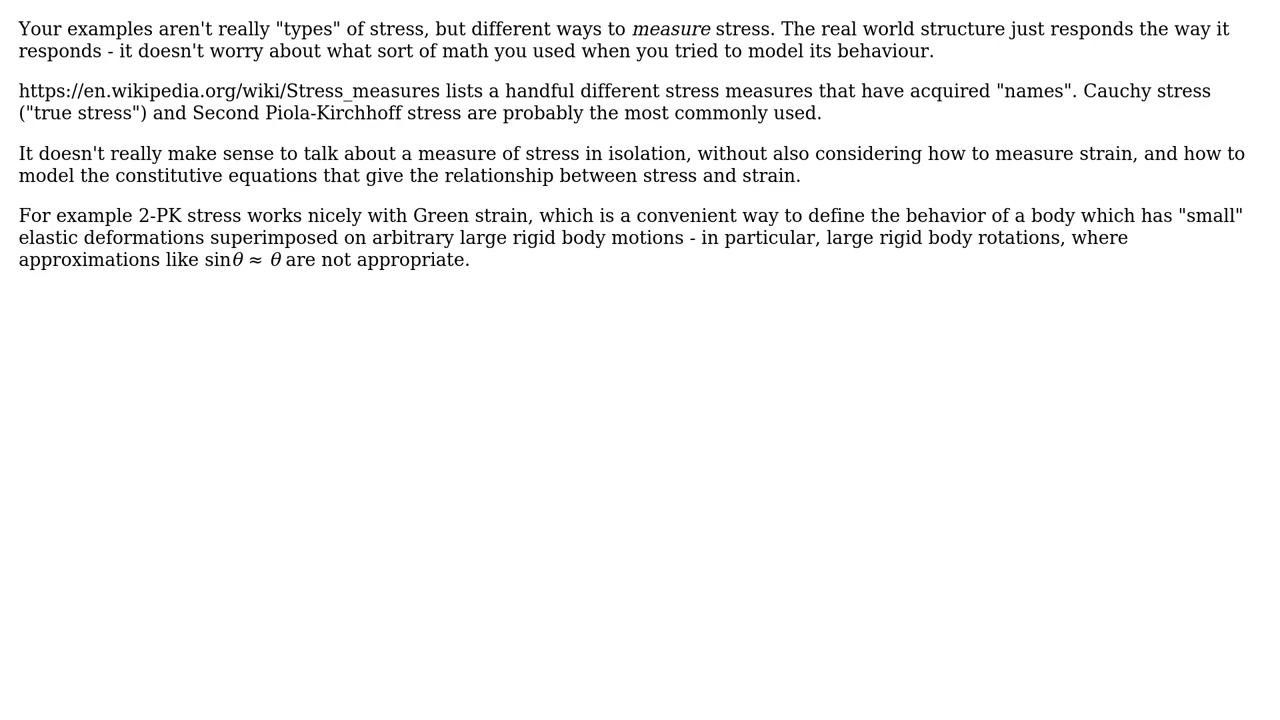 Your examples aren't really "types" of stress, but different ways to measure stress. The real world structure just responds the way it
responds - it doesn't worry about what sort of math you used when you tried to model its behaviour.
https://en.wikipedia.org/wiki/Stress_measures lists a handful different stress measures that have acquired "names". Cauchy stress
("true stress") and Second Piola-Kirchhoff stress are probably the most commonly used.
It doesn't really make sense to talk about a measure of stress in isolation, without also considering how to measure strain, and how to
model the constitutive equations that give the relationship between stress and strain.
For example 2-PK stress works nicely with Green strain, which is a convenient way to define the behavior of a body which has "small"
elastic deformations superimposed on arbitrary large rigid body motions - in particular, large rigid body rotations, where
approximations like sinθ ≈ θ are not appropriate.